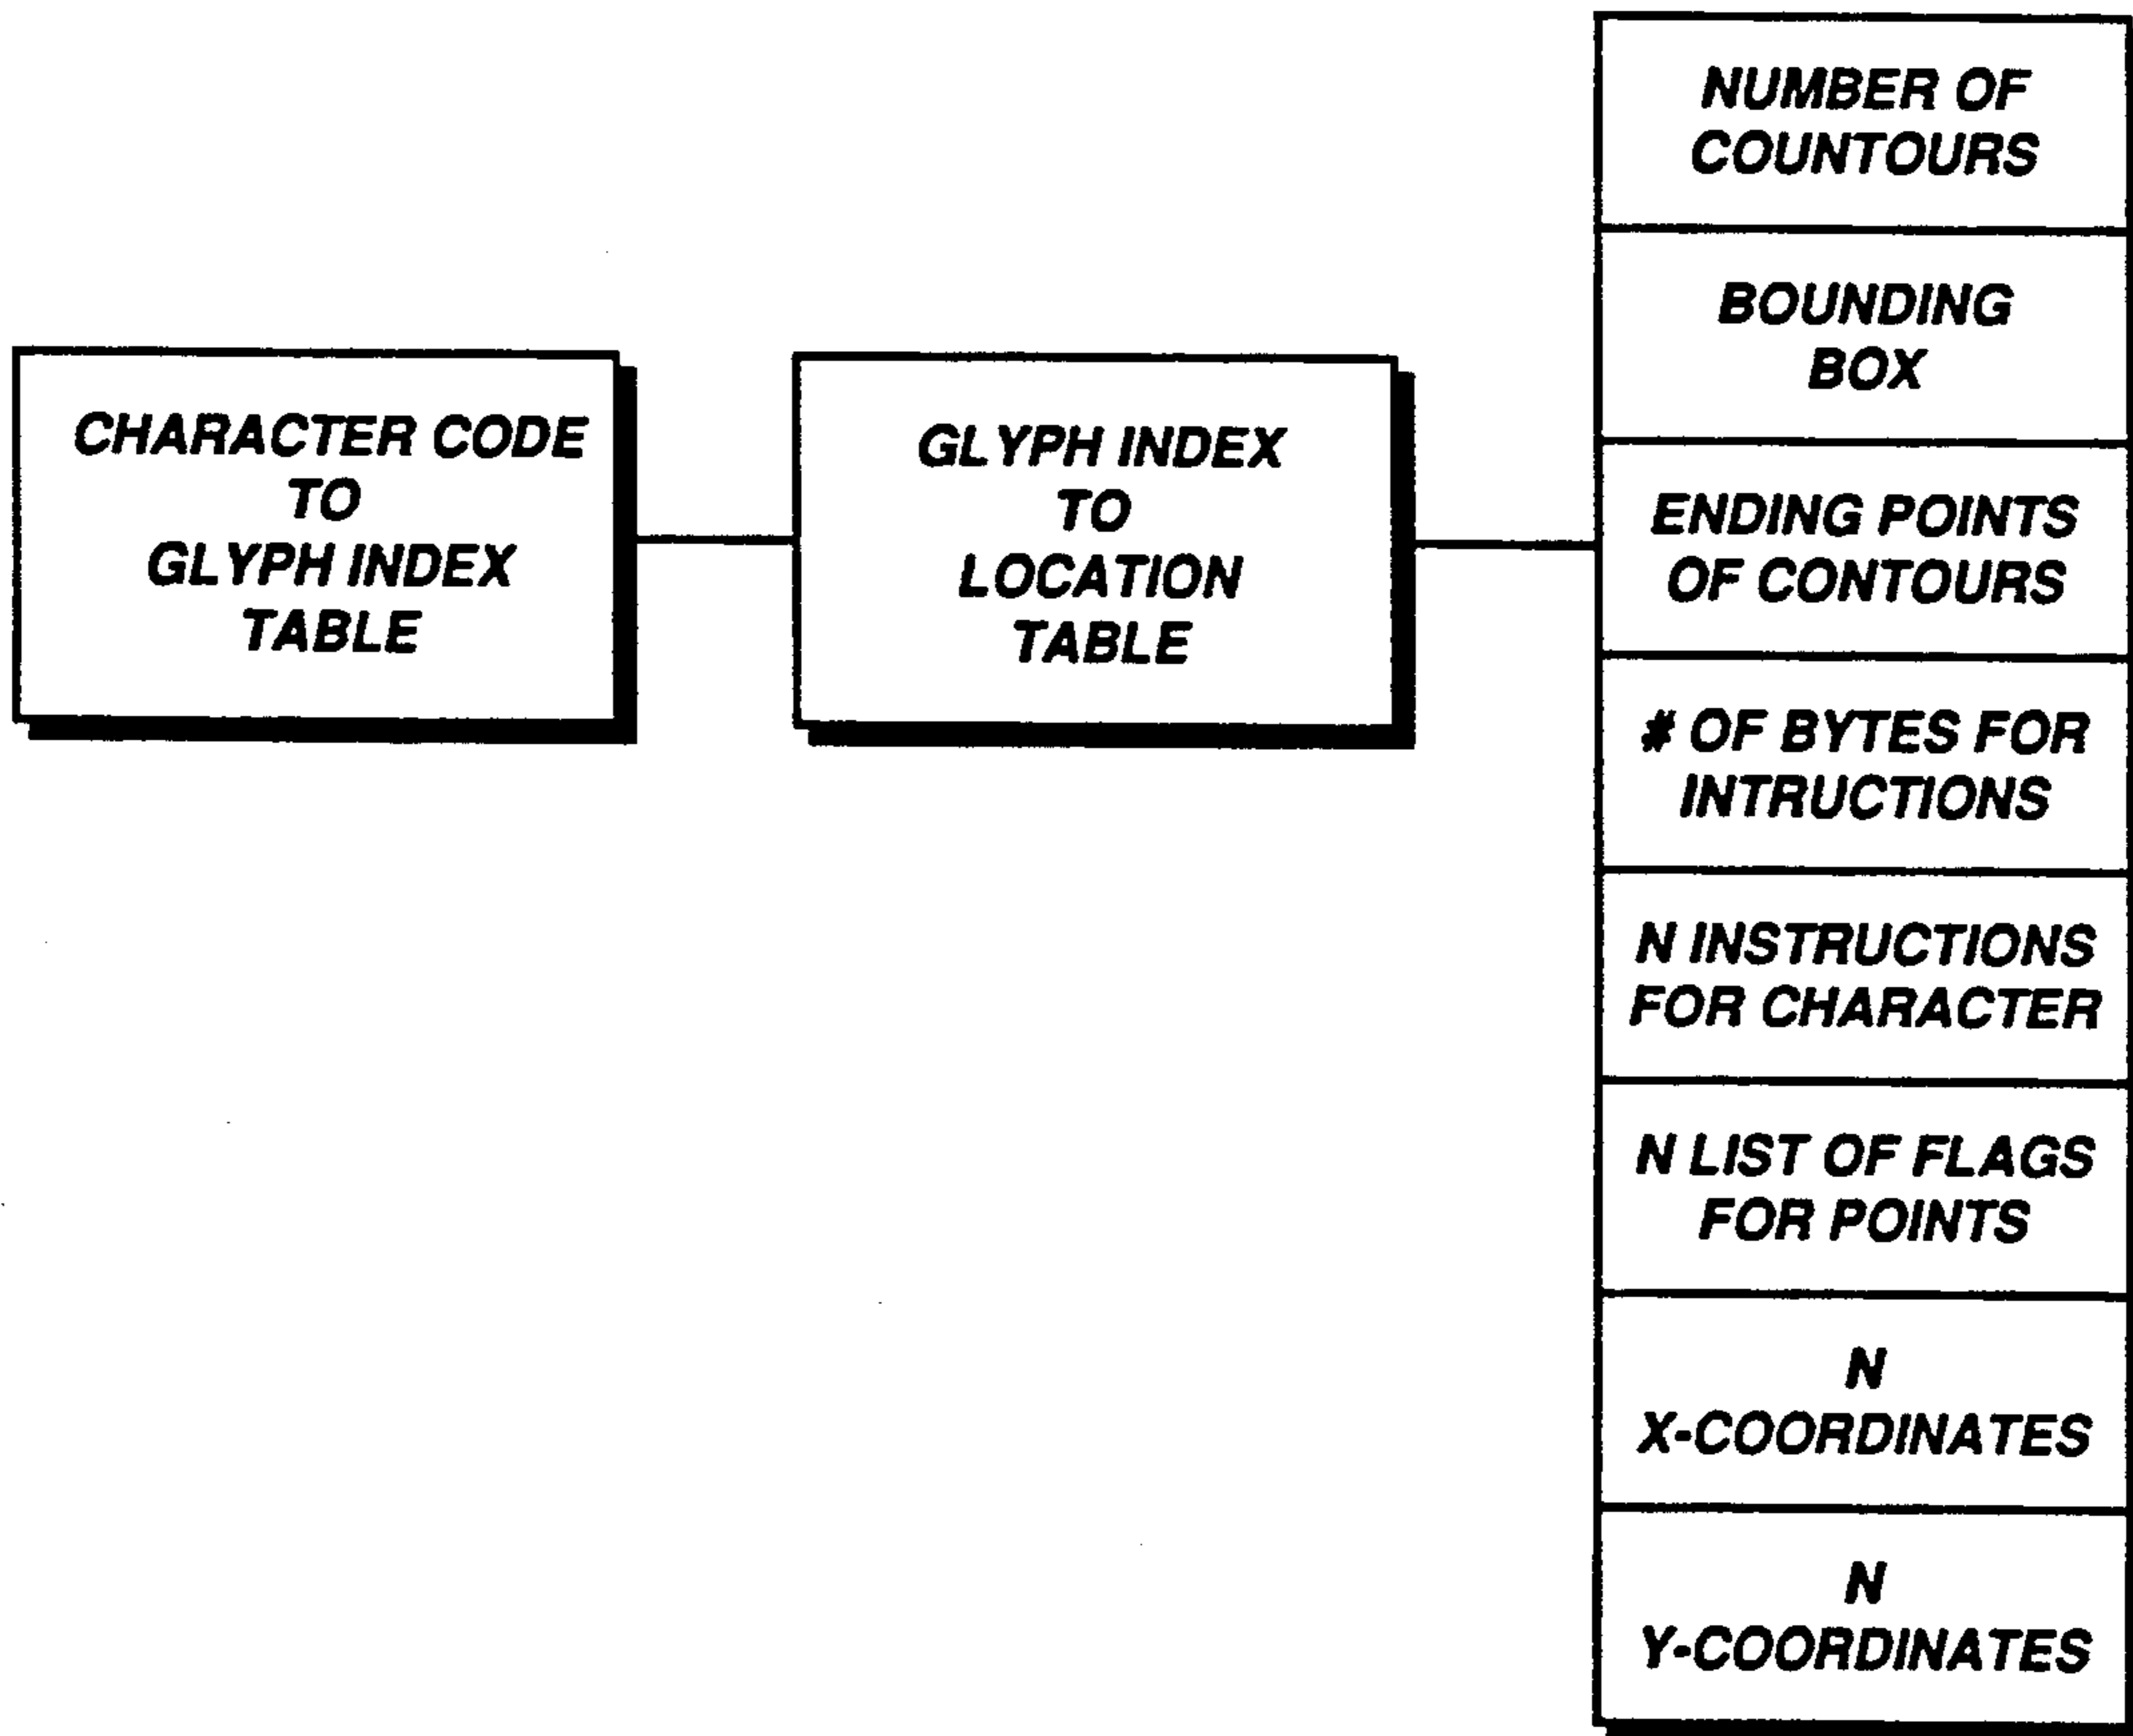 CHARACTER CODE
TO
GLYPH INDEX
TABLE
GLYPH INDEX
TO
LOCATION
TABLE
NUMBER OF
COUNTOURS
BOUNDING
BOX
ENDING POINTS
OF CONTOURS
# OF BYTES FOR
INTRUCTIONS
N INSTRUCTIONS
FOR CHARACTER
N LIST OF FLAGS
FOR POINTS
N
X-COORDINATES
N
Y-COORDINATES